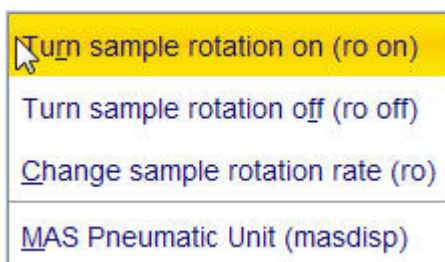 Turn sample rotation on (ro on)
Turn sample rotation off (ro off)
Change sample rotation rate (ro)
MAS Pneumatic Unit (masdisp)